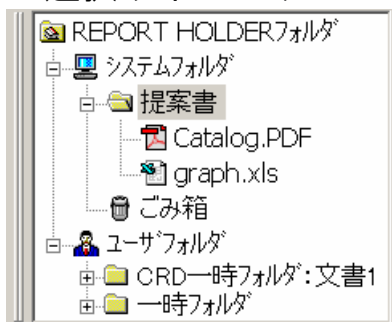 REPORT HOLDERﾌｫﾙﾀﾞ
ｼｽﾃﾑﾌｫﾙﾀﾞ
提案書
Catalog.PDF
graph.xls
ごみ箱
ﾕｰｻﾞﾌｫﾙﾀﾞ
CRD一時ﾌｫﾙﾀﾞ:文書1
一時ﾌｫﾙﾀﾞ